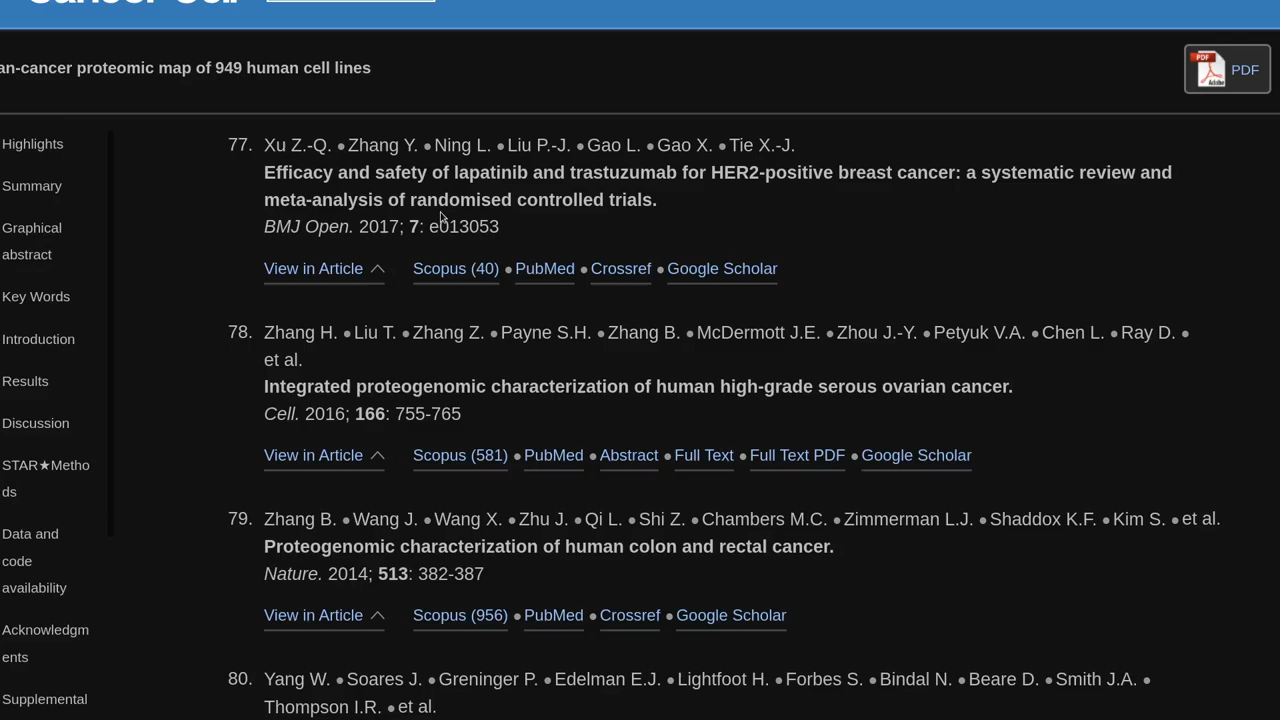 Cancer Cell
an-cancer proteomic map of 949 human cell lines
PDF
PDF
Adobe
Highlights
Summary
Graphical
abstract
Key Words
Introduction
Results
Discussion
STAR★Metho
ds
Data and
code
availability
Acknowledgm
ents
Supplemental
77. Xu Z.-Q. ● Zhang Y. ● Ning L. ● Liu P.-J. ● Gao L. ● Gao X. ● Tie X.-J.
Efficacy and safety of lapatinib and trastuzumab for HER2-positive breast cancer: a systematic review and
meta-analysis of randomised controlled trials.
BMJ Open. 2017; 7: e013053
View in Article Scopus (40) ● PubMed ● Crossref ● Google Scholar
78. Zhang H. ● Liu T. ● Zhang Z. ● Payne S.H. ● Zhang B. ● McDermott J.E. ● Zhou J.-Y. ● Petyuk V.A. ● Chen L. ● Ray D. ●
et al.
Integrated proteogenomic characterization of human high-grade serous ovarian cancer.
Cell. 2016; 166: 755-765
View in Article Scopus (581) ● PubMed ● Abstract ● Full Text ● Full Text PDF ● Google Scholar
79. Zhang B. ● Wang J. ● Wang X. ● Zhu J. ● Qi L. ● Shi Z. ● Chambers M.C. ● Zimmerman L.J. ● Shaddox K.F. ● Kim S. ● et al.
Proteogenomic characterization of human colon and rectal cancer.
Nature. 2014; 513: 382-387
View in Article Scopus (956) ● PubMed ● Crossref ● Google Scholar
80. Yang W. ● Soares J. ● Greninger P. ● Edelman E.J. ● Lightfoot H. ● Forbes S. ● Bindal N. ● Beare D. ● Smith J.A. ●
Thompson I.R. ● et al.